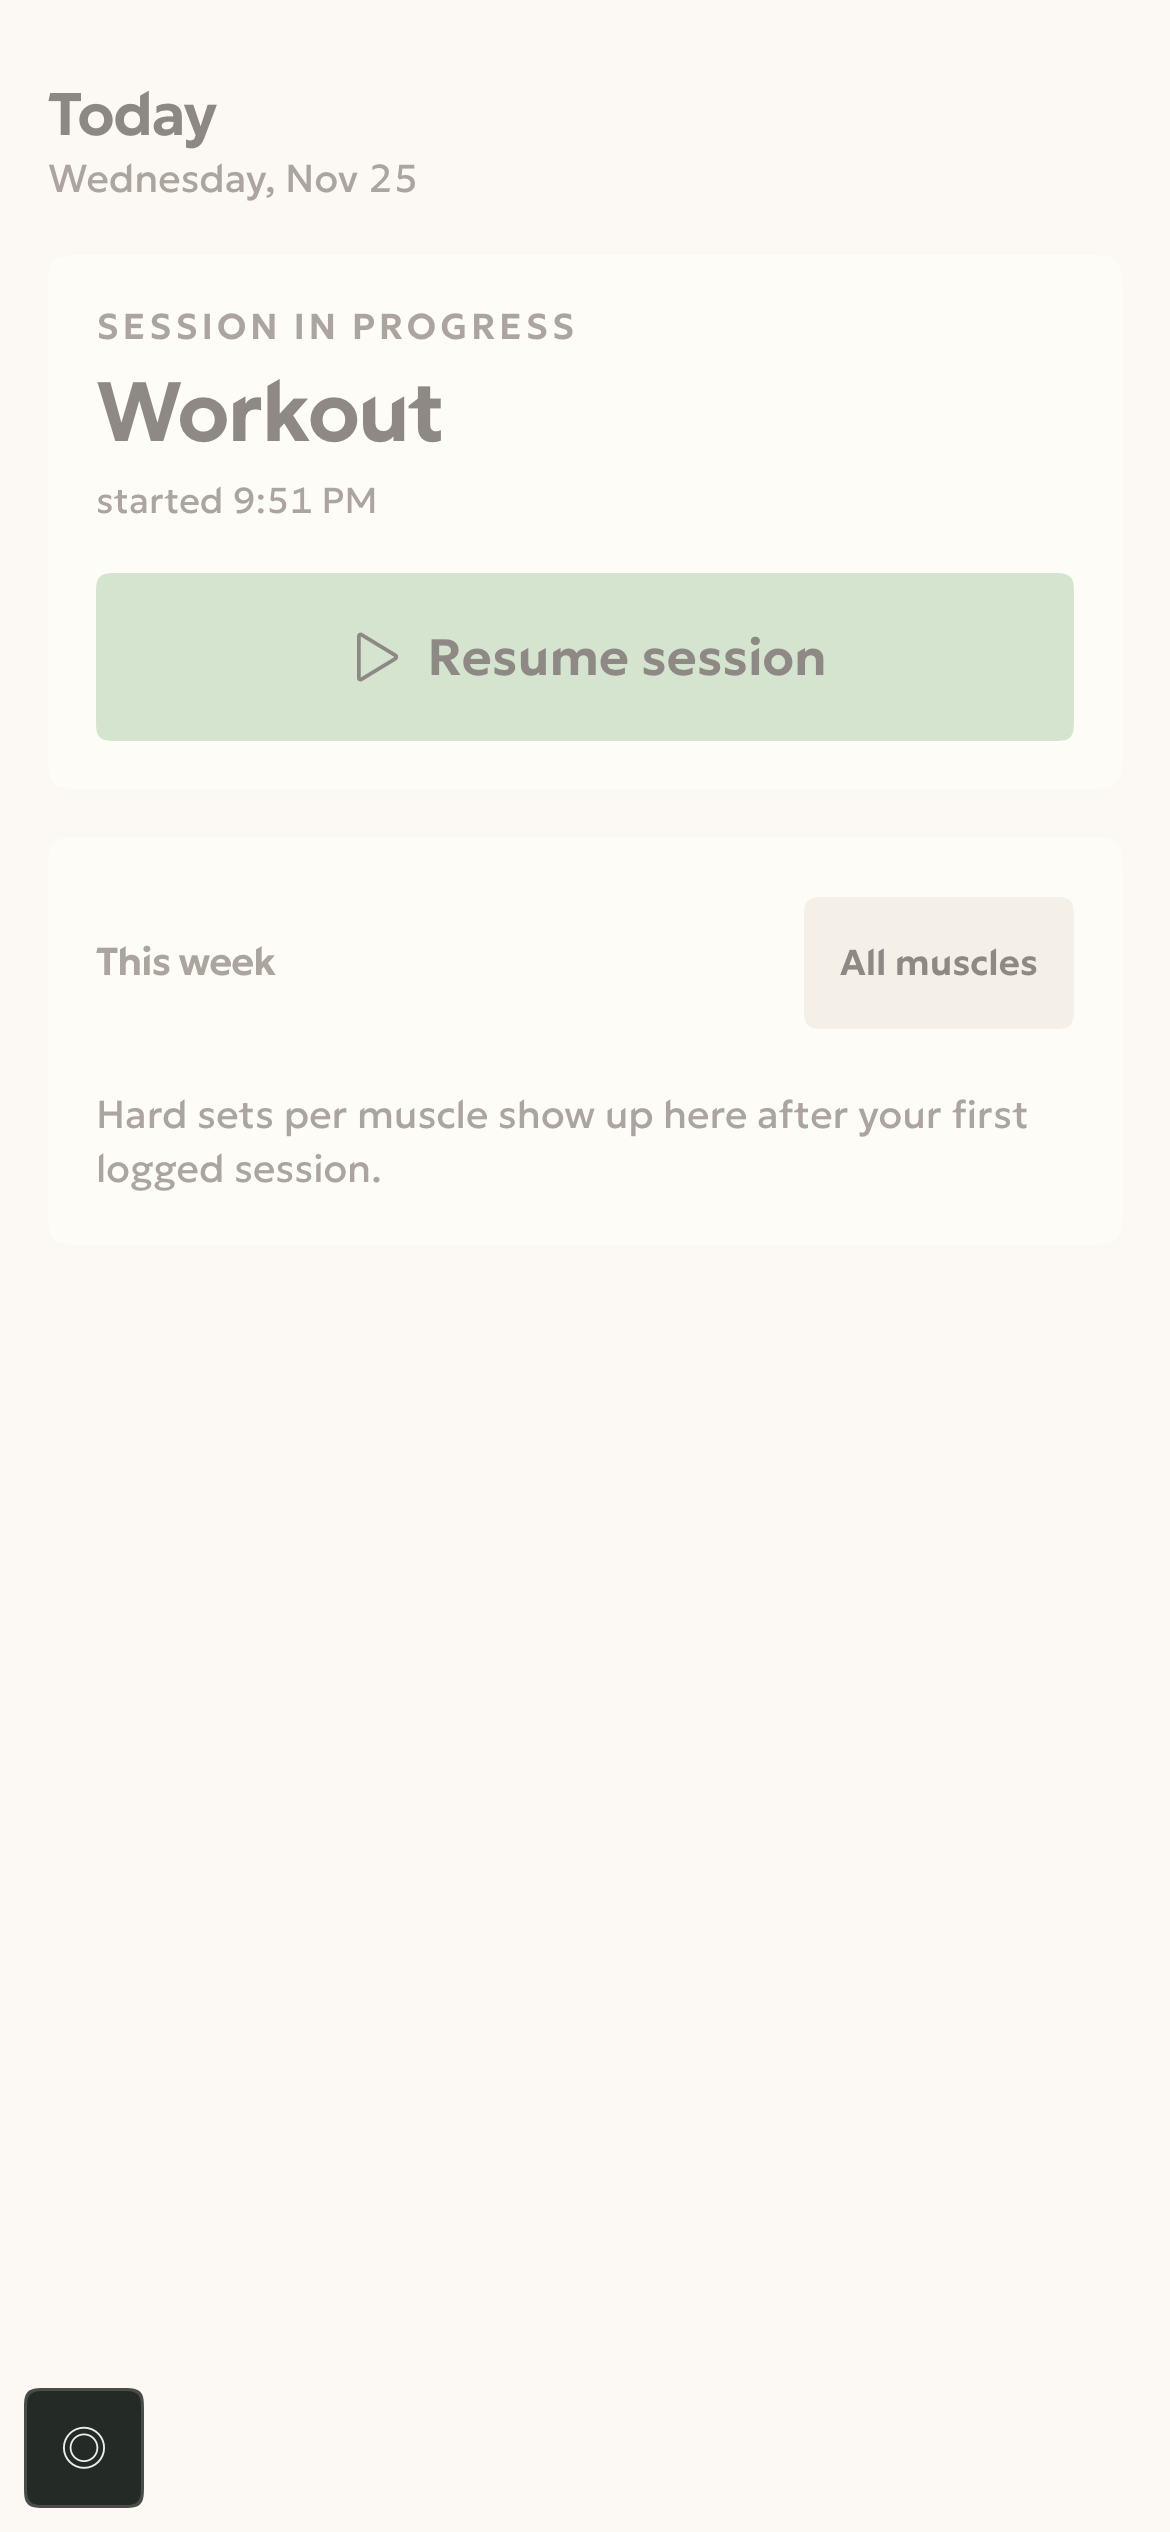 Today
Wednesday, Nov 25
SESSION IN PROGRESS
Workout
started 9:51 PM
Resume session
This week
All muscles
Hard sets per muscle show up here after your first
logged session.